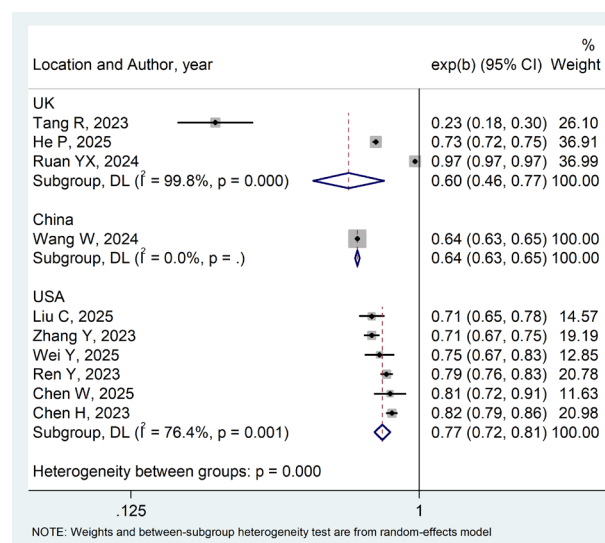 %
Location and Author, year exp(b) (95% CI) Weight
UK
Tang R, 2023 0.23 (0.18, 0.30) 26.10
He P, 2025 0.73 (0.72, 0.75) 36.91
Ruan YX, 2024 0.97 (0.97, 0.97) 36.99
Subgroup, DL (I² = 99.8%, p = 0.000) 0.60 (0.46, 0.77) 100.00
China
Wang W, 2024 0.64 (0.63, 0.65) 100.00
Subgroup, DL (I² = 0.0%, p = .) 0.64 (0.63, 0.65) 100.00
USA
Liu C, 2025 0.71 (0.65, 0.78) 14.57
Zhang Y, 2023 0.71 (0.67, 0.75) 19.19
Wei Y, 2025 0.75 (0.67, 0.83) 12.85
Ren Y, 2023 0.79 (0.76, 0.83) 20.78
Chen W, 2025 0.81 (0.72, 0.91) 11.63
Chen H, 2023 0.82 (0.79, 0.86) 20.98
Subgroup, DL (I² = 76.4%, p = 0.001) 0.77 (0.72, 0.81) 100.00
Heterogeneity between groups: p = 0.000
.125 1
NOTE: Weights and between-subgroup heterogeneity test are from random-effects model